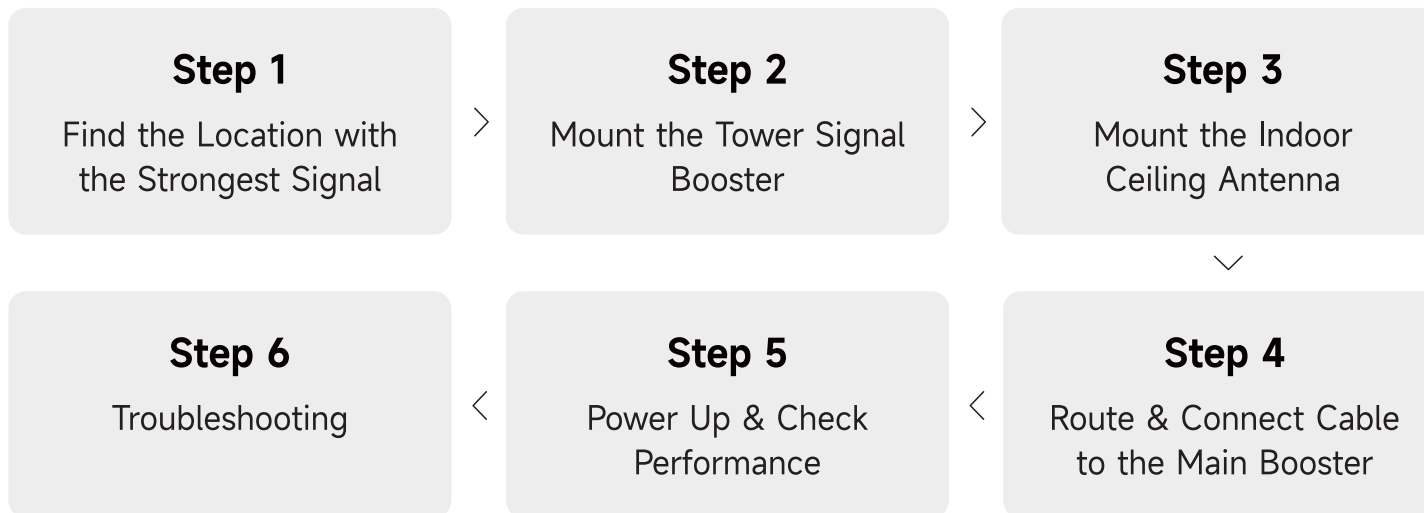 Step 1
Find the Location with
the Strongest Signal
Step 2
Mount the Tower Signal
Booster
Step 3
Mount the Indoor
Ceiling Antenna
Step 4
Route & Connect Cable
to the Main Booster
Step 5
Power Up & Check
Performance
Step 6
Troubleshooting